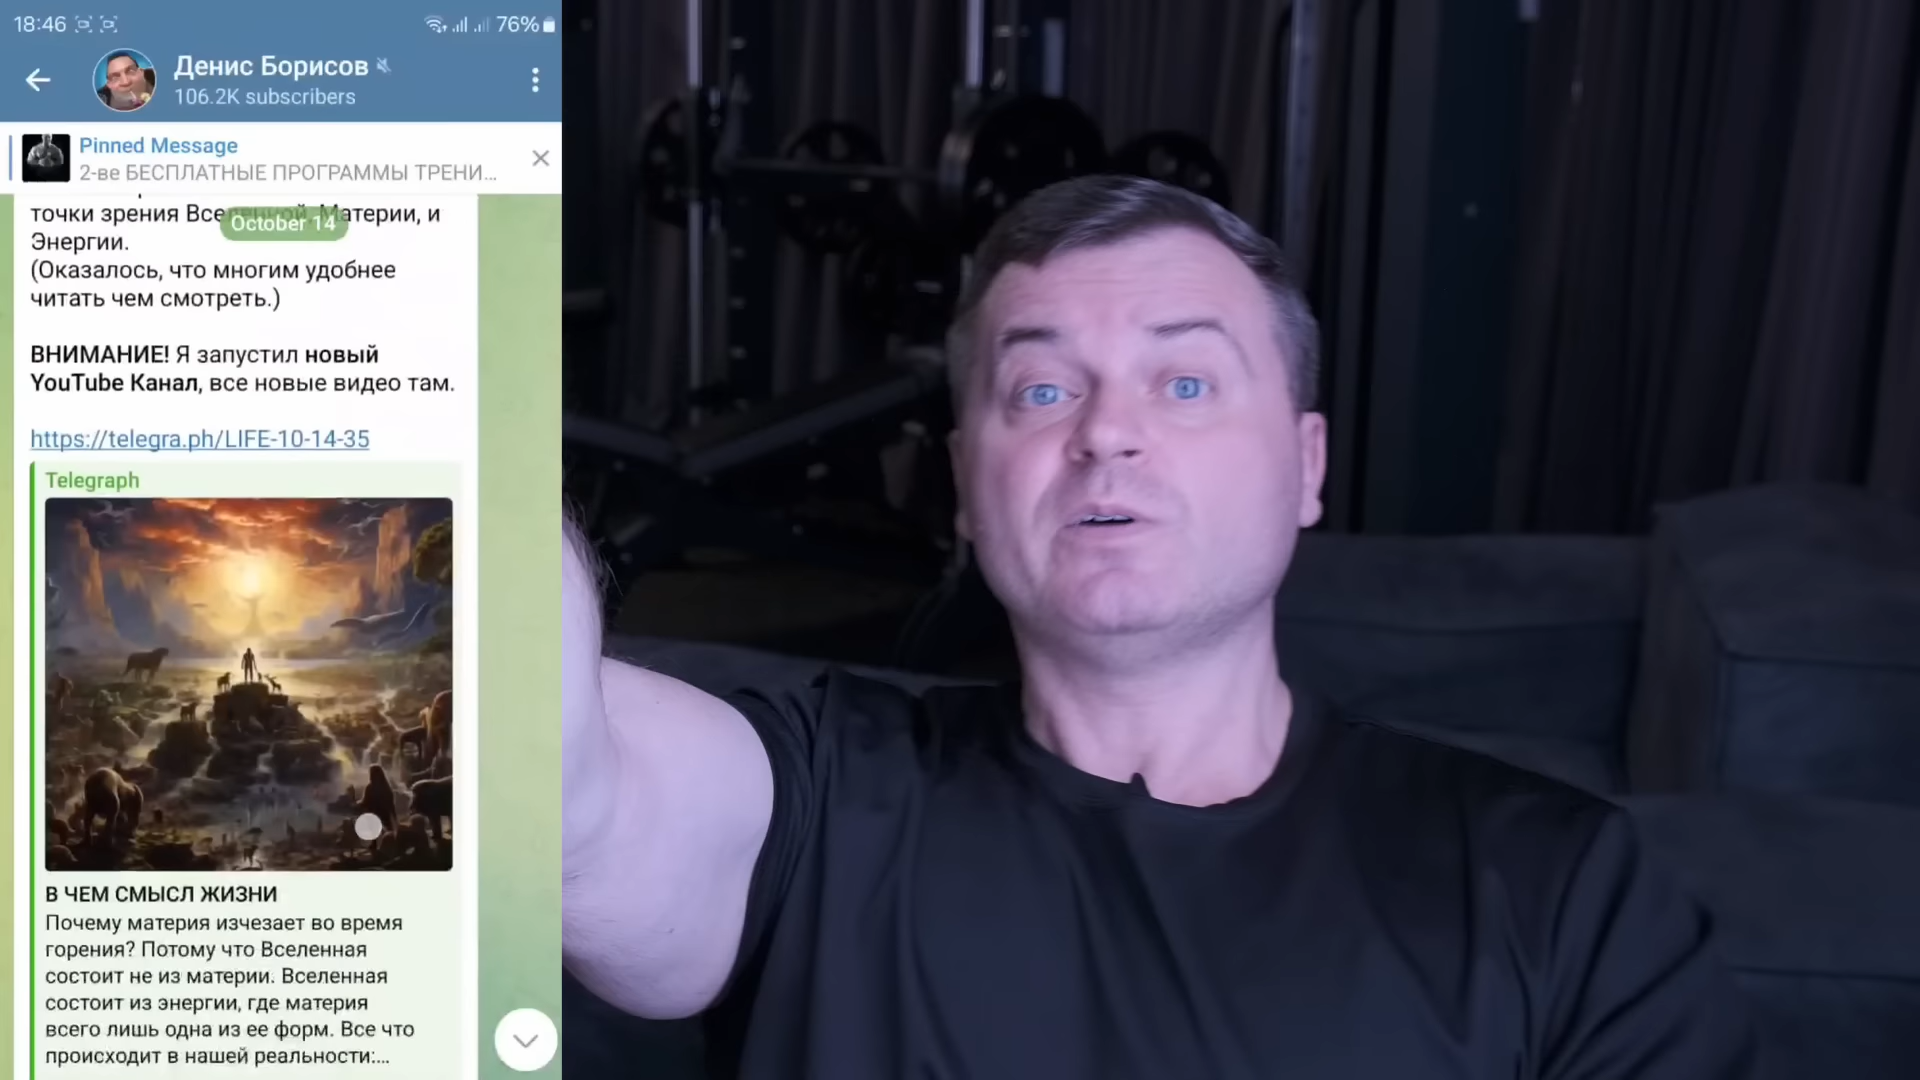 18:46
76%
Денис Борисов
106.2K subscribers
Pinned Message
2-ве БЕСПЛАТНЫЕ ПРОГРАММЫ ТРЕНИ...
точки зрения Вселенной, Материи, и
October 14
Энергии.
(Оказалось, что многим удобнее
читать чем смотреть.)
ВНИМАНИЕ! Я запустил новый
YouTube Канал, все новые видео там.
https://telegra.ph/LIFE-10-14-35
Telegraph
В ЧЕМ СМЫСЛ ЖИЗНИ
Почему материя изчезает во время
горения? Потому что Вселенная
состоит не из материи. Вселенная
состоит из энергии, где материя
всего лишь одна из ее форм. Все что
происходит в нашей реальности:...